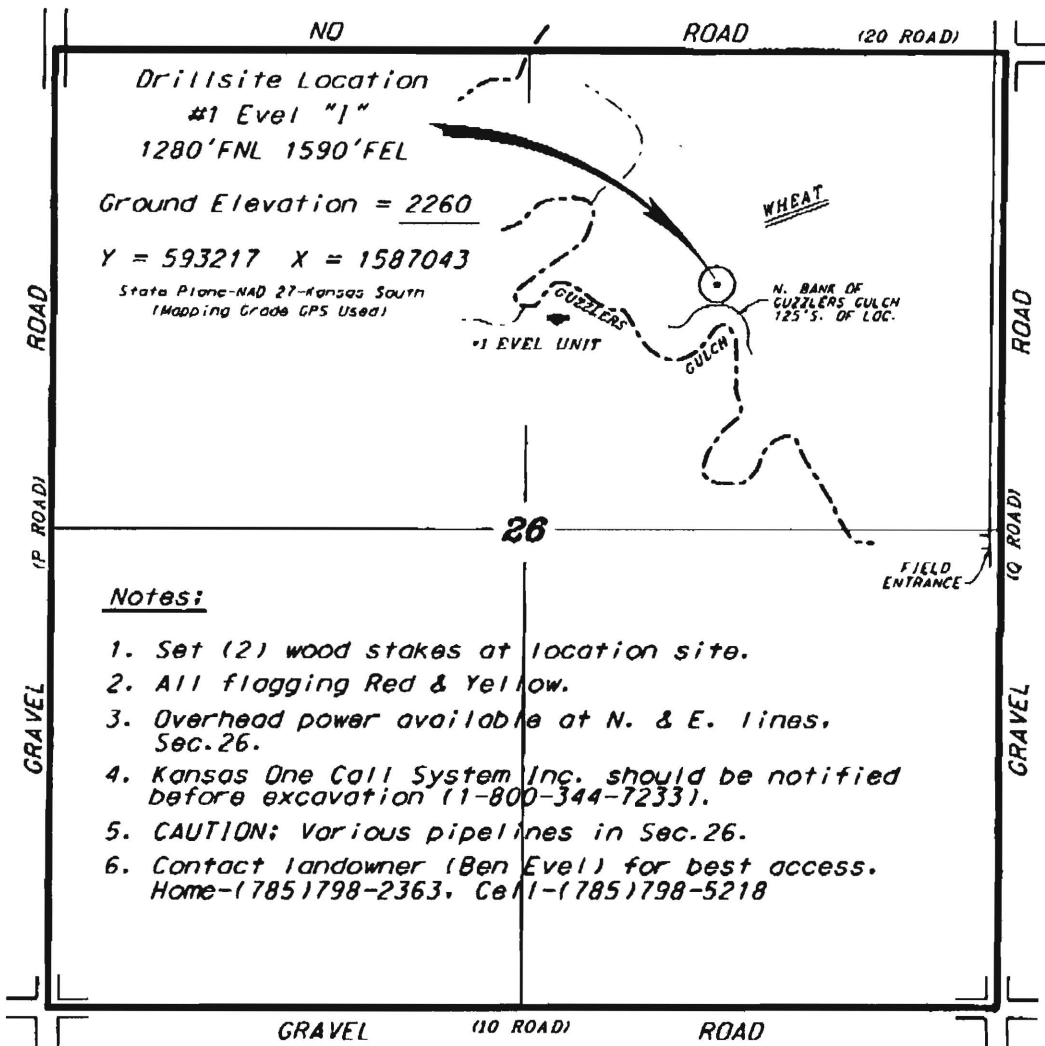 NO ROAD (20 ROAD)
Drillsite Location
#1 Evel "I"
1280'FNL 1590'FEL
Ground Elevation = 2260
Y = 593217 X = 1587043
State Plane-NAD 27-Kansas South
(Mapping Grade GPS Used)
WHEAT
N. BANK OF
GUZZLERS GULCH
125'S. OF LOC.
GUZZLERS
GULCH
#1 EVEL UNIT
ROAD
(P ROAD)
GRAVEL
ROAD
(Q ROAD)
GRAVEL
26
FIELD
ENTRANCE
Notes:
1. Set (2) wood stakes at location site.
2. All flagging Red & Yellow.
3. Overhead power available at N. & E. lines,
Sec.26.
4. Kansas One Call System Inc. should be notified
before excavation (1-800-344-7233).
5. CAUTION: Various pipelines in Sec.26.
6. Contact landowner (Ben Evel) for best access.
Home-(785)798-2363, Cell-(785)798-5218
GRAVEL (10 ROAD) ROAD